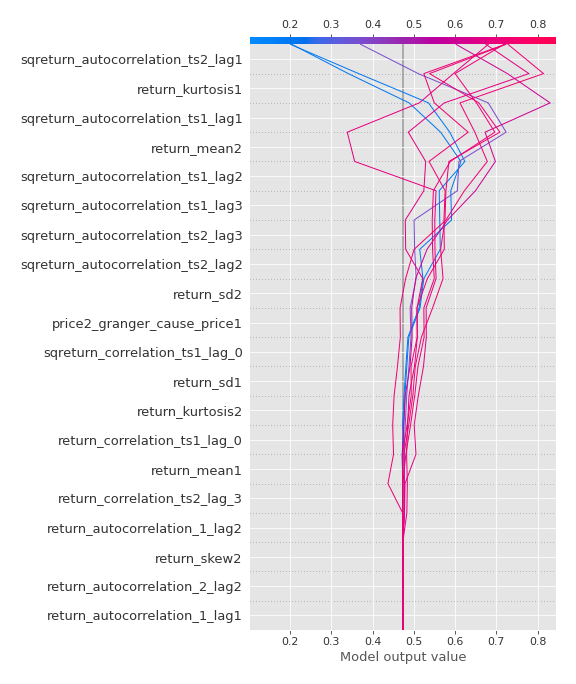 0.2 0.3 0.4 0.5 0.6 0.7 0.8
sqreturn_autocorrelation_ts2_lag1
return_kurtosis1
sqreturn_autocorrelation_ts1_lag1
return_mean2
sqreturn_autocorrelation_ts1_lag2
sqreturn_autocorrelation_ts1_lag3
sqreturn_autocorrelation_ts2_lag3
sqreturn_autocorrelation_ts2_lag2
return_sd2
price2_granger_cause_price1
sqreturn_correlation_ts1_lag_0
return_sd1
return_kurtosis2
return_correlation_ts1_lag_0
return_mean1
return_correlation_ts2_lag_3
return_autocorrelation_1_lag2
return_skew2
return_autocorrelation_2_lag2
return_autocorrelation_1_lag1
0.2 0.3 0.4 0.5 0.6 0.7 0.8
Model output value